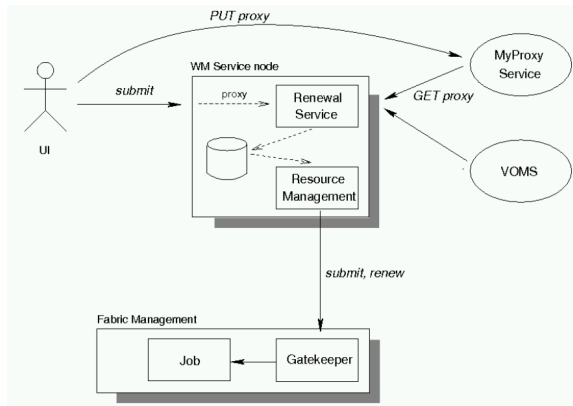 PUT proxy
WM Service node
MyProxy
Service
submit
proxy
Renewal
Service
GET proxy
UI
VOMS
Resource
Management
submit, renew
Fabric Management
Job
Gatekeeper